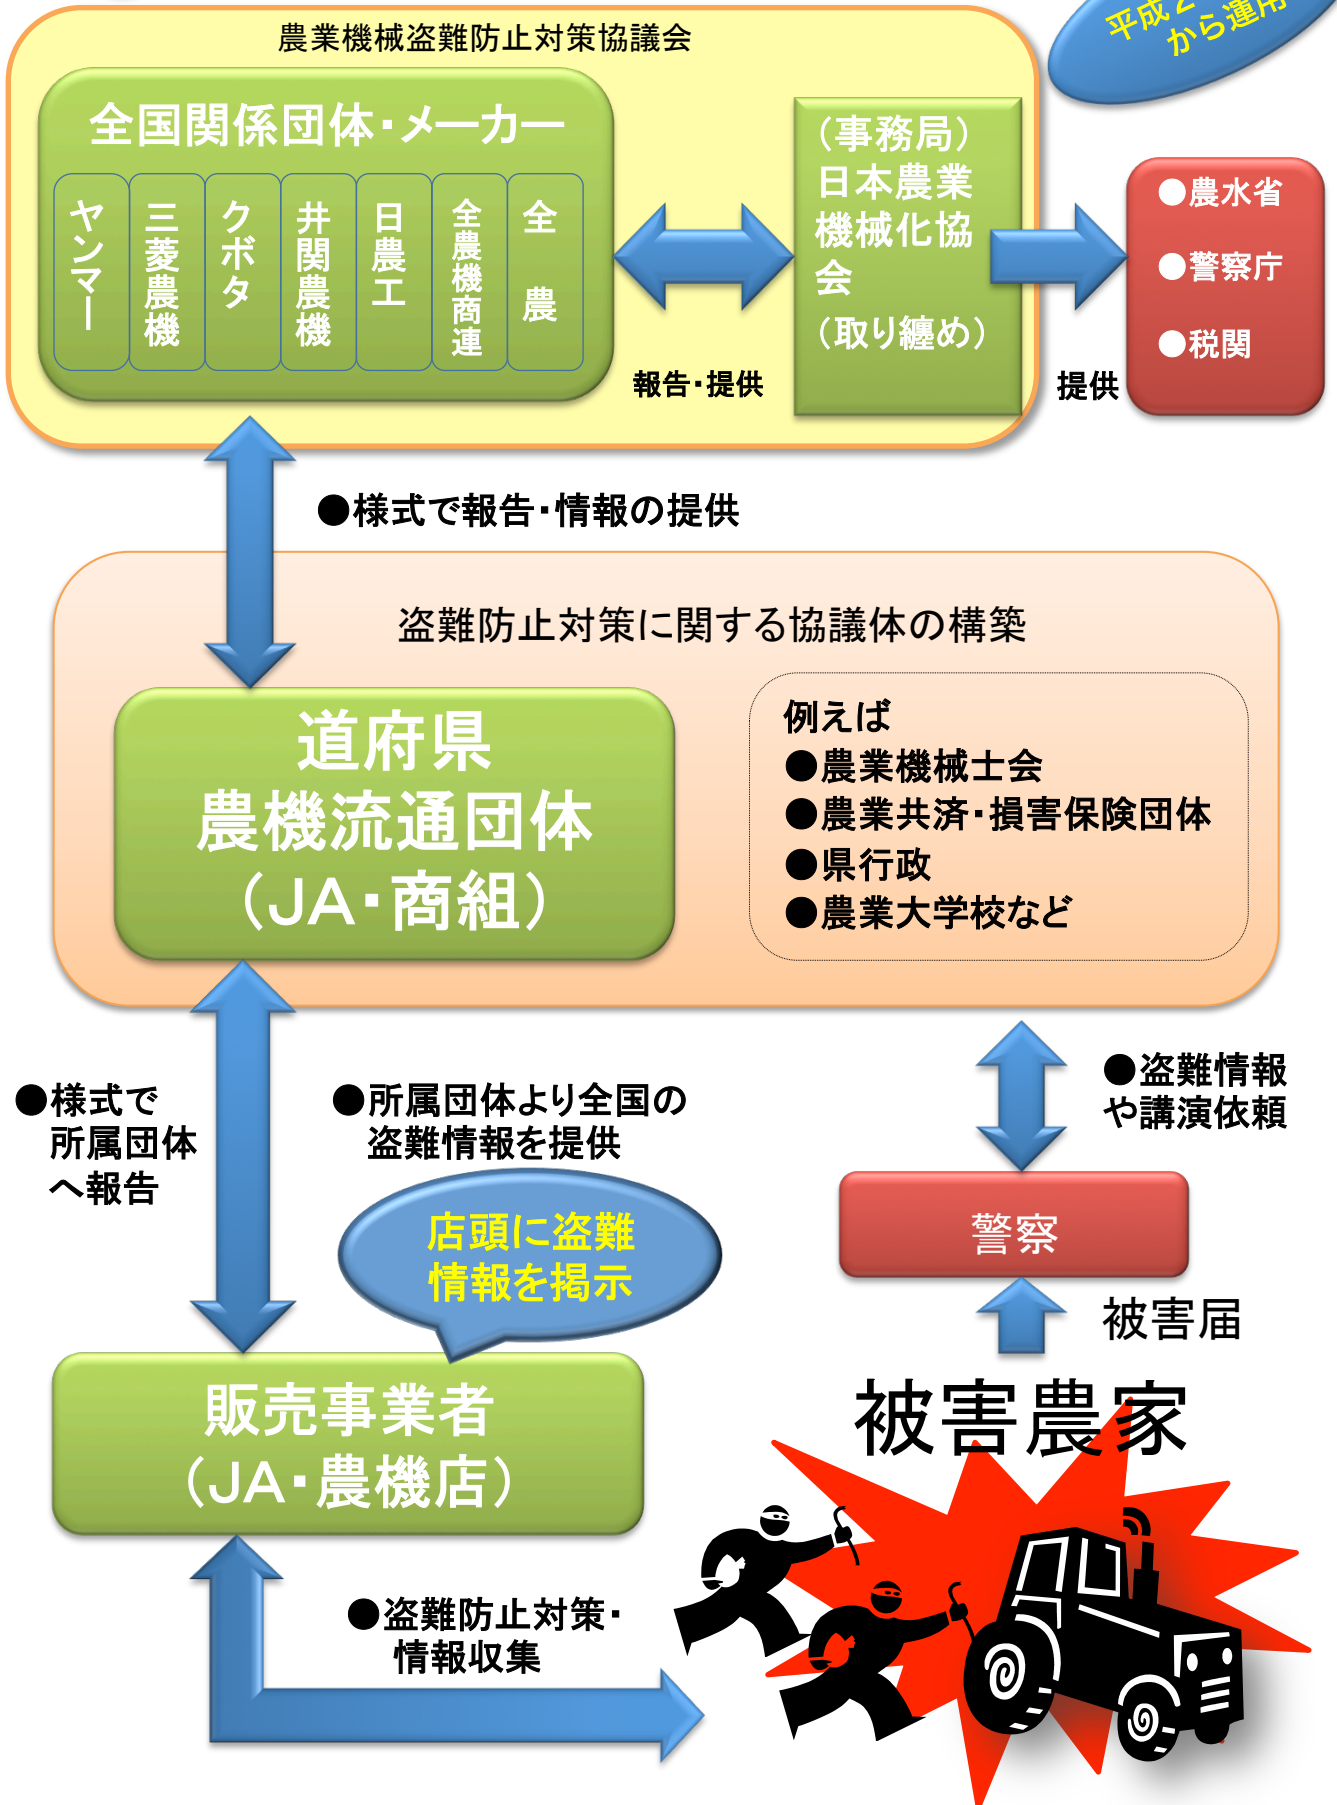 農業機械盗難防止対策協議会
平成２
から運用
全国関係団体・メーカー
ヤンマー
三菱農機
クボタ
井関農機
日農工
全農機商連
全　農
（事務局）
日本農業
機械化協
会
（取り纏め）
●農水省
●警察庁
●税関
報告・提供
提供
●様式で報告・情報の提供
盗難防止対策に関する協議体の構築
道府県
農機流通団体
（ＪＡ・商組）
例えば
●農業機械士会
●農業共済・損害保険団体
●県行政
●農業大学校など
●様式で
所属団体
へ報告
●所属団体より全国の
盗難情報を提供
●盗難情報
や講演依頼
店頭に盗難
情報を掲示
警察
被害届
販売事業者
（ＪＡ・農機店）
被害農家
●盗難防止対策・
情報収集